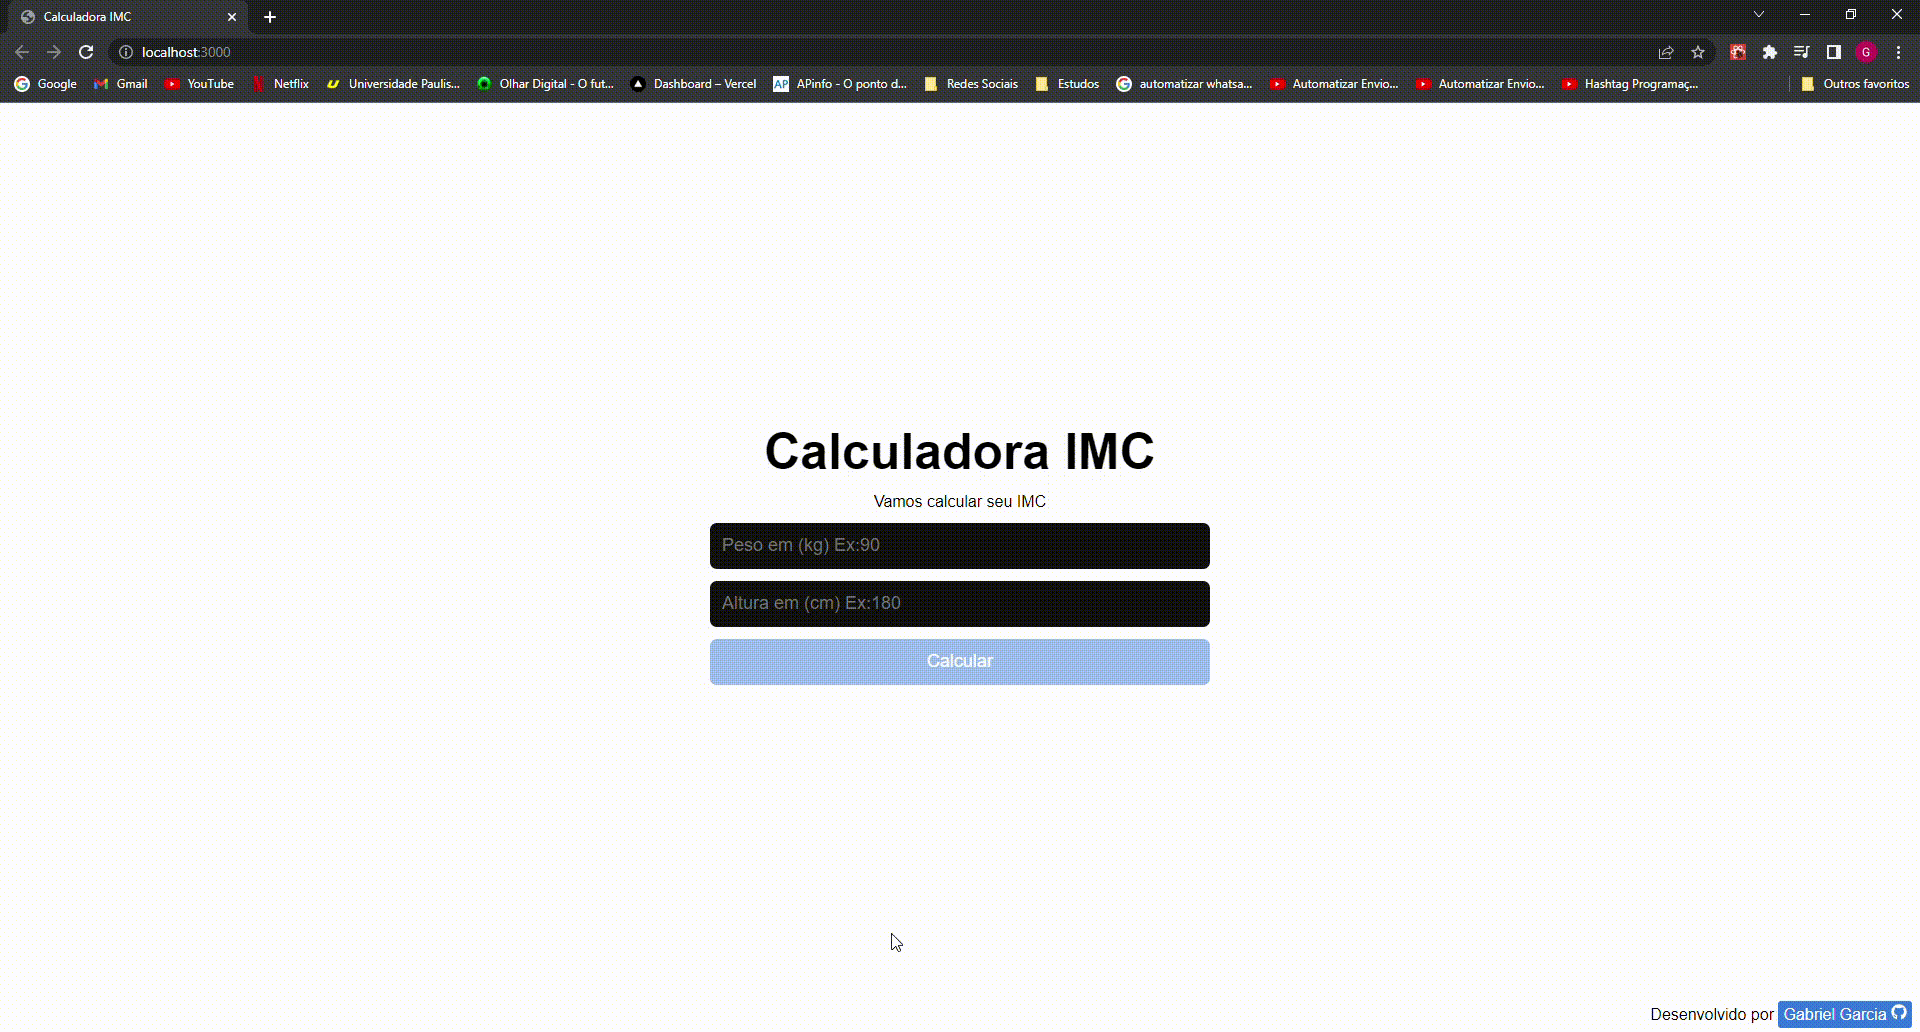 Calculadora IMC
localhost:3000
G
Google Gmail YouTube Netflix Universidade Paulis... Olhar Digital - O fut... Dashboard – Vercel AP APinfo - O ponto d... Redes Sociais Estudos automatizar whatsa... Automatizar Envio... Automatizar Envio... Hashtag Programaç... Outros favoritos
Calculadora IMC
Vamos calcular seu IMC
Peso em (kg) Ex:90
Altura em (cm) Ex:180
Calcular
Desenvolvido por Gabriel Garcia